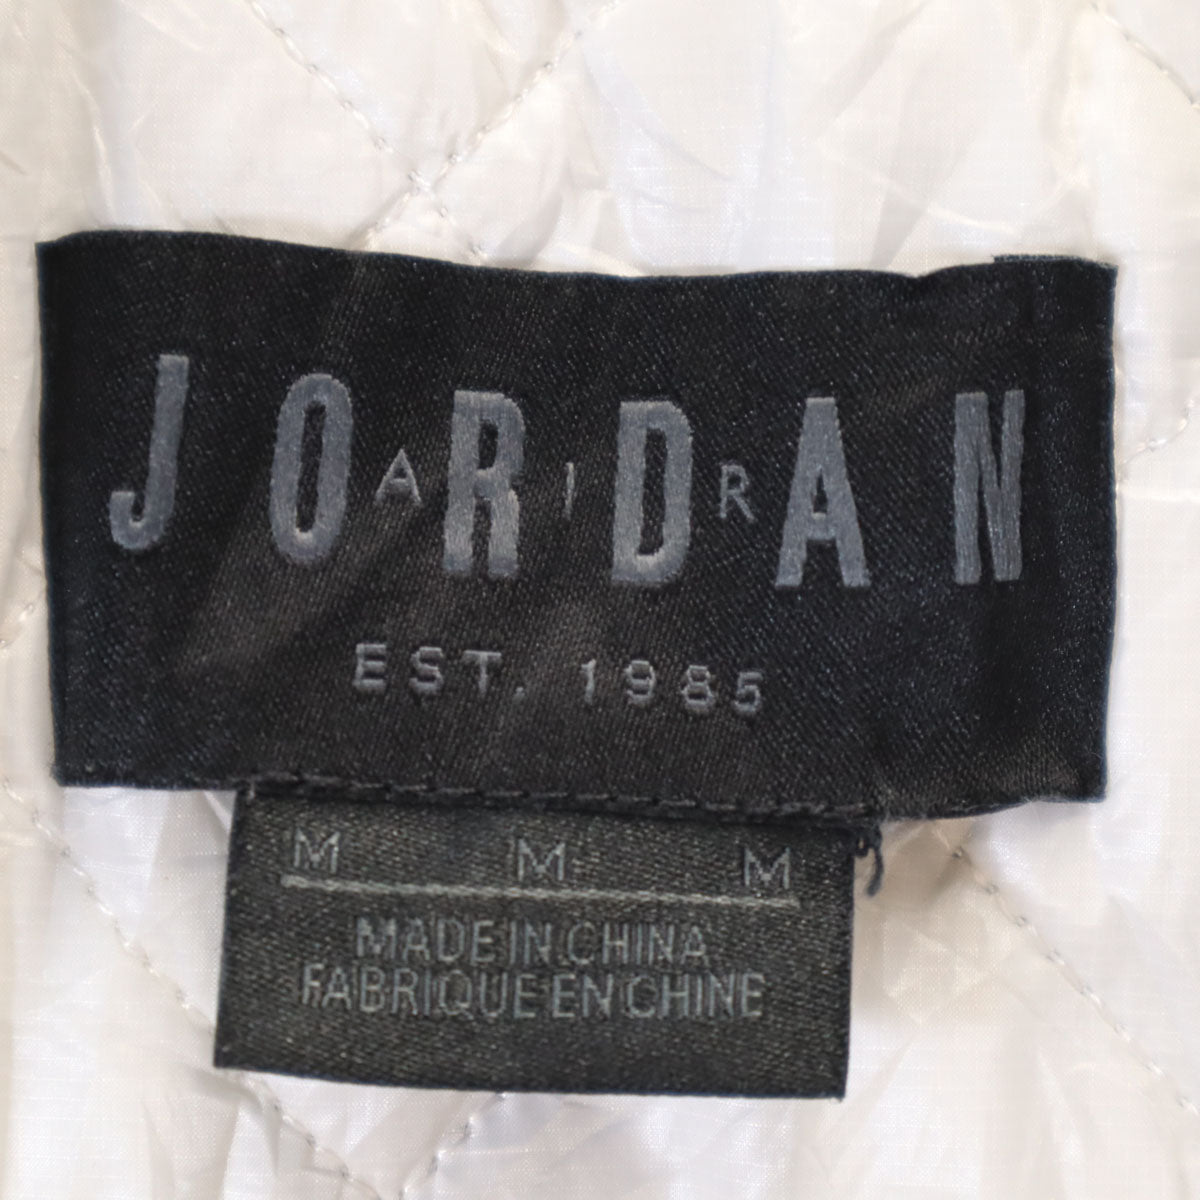 JORDAN
AIR
EST. 1985
M M M
MADE IN CHINA
FABRIQUE EN CHINE